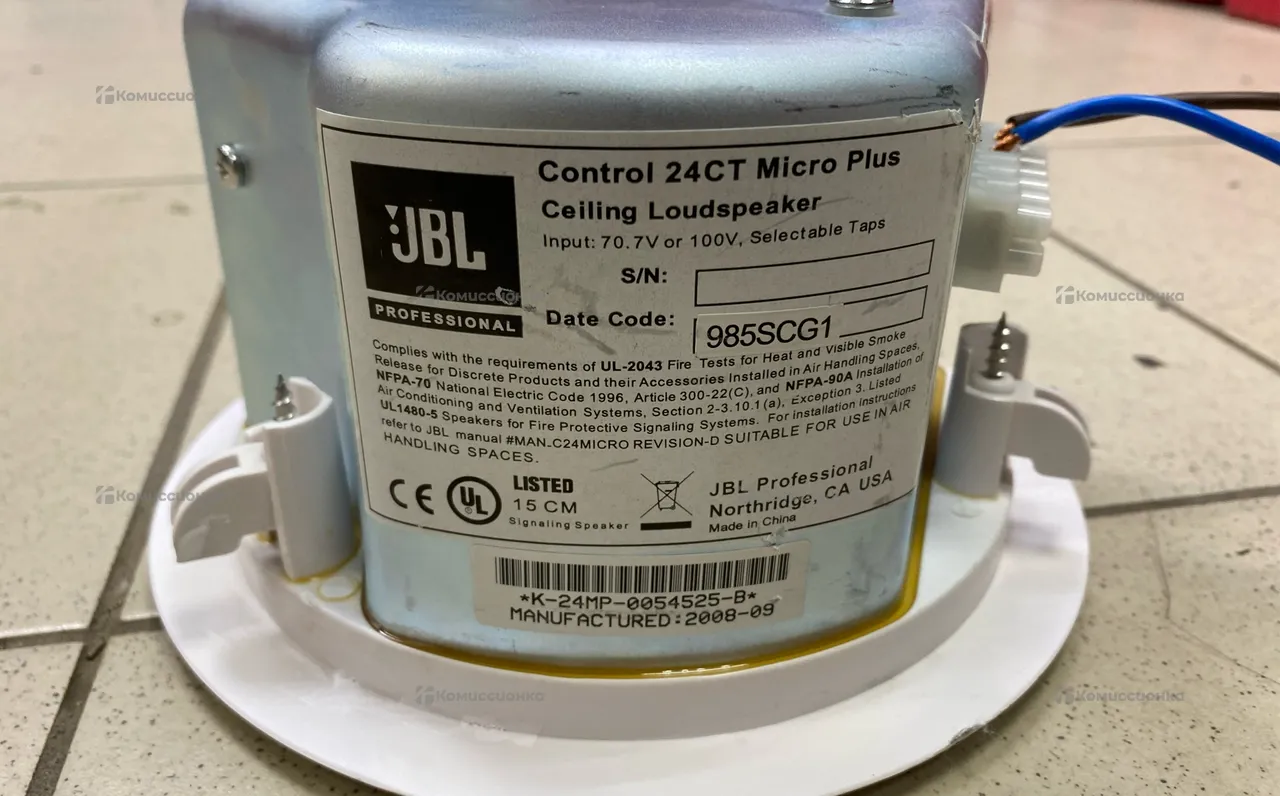 Control 24CT Micro Plus
Ceiling Loudspeaker
Input: 70.7V or 100V, Selectable Taps
JBL
PROFESSIONAL
S/N:
Date Code: 985SCG1
Complies with the requirements of UL-2043 Fire Tests for Heat and Visible Smoke
Release for Discrete Products and their Accessories Installed in Air Handling Spaces,
NFPA-70 National Electric Code 1996, Article 300-22(C), and NFPA-90A Installation of
Air Conditioning and Ventilation Systems, Section 2-3.10.1(a), Exception 3. Listed
UL1480-5 Speakers for Fire Protective Signaling Systems. For installation instructions
refer to JBL manual #MAN_C24MICRO REVISION-D SUITABLE FOR USE IN AIR
HANDLING SPACES.
CE
UL
LISTED
15 CM
Signaling Speaker
JBL Professional
Northridge, CA USA
Made in China
*K-24MP-0054525-B*
MANUFACTURED:2008-09
Комиссион
Комиссионка
Комиссионка
Комиссион
Комиссионка
Комиссионка